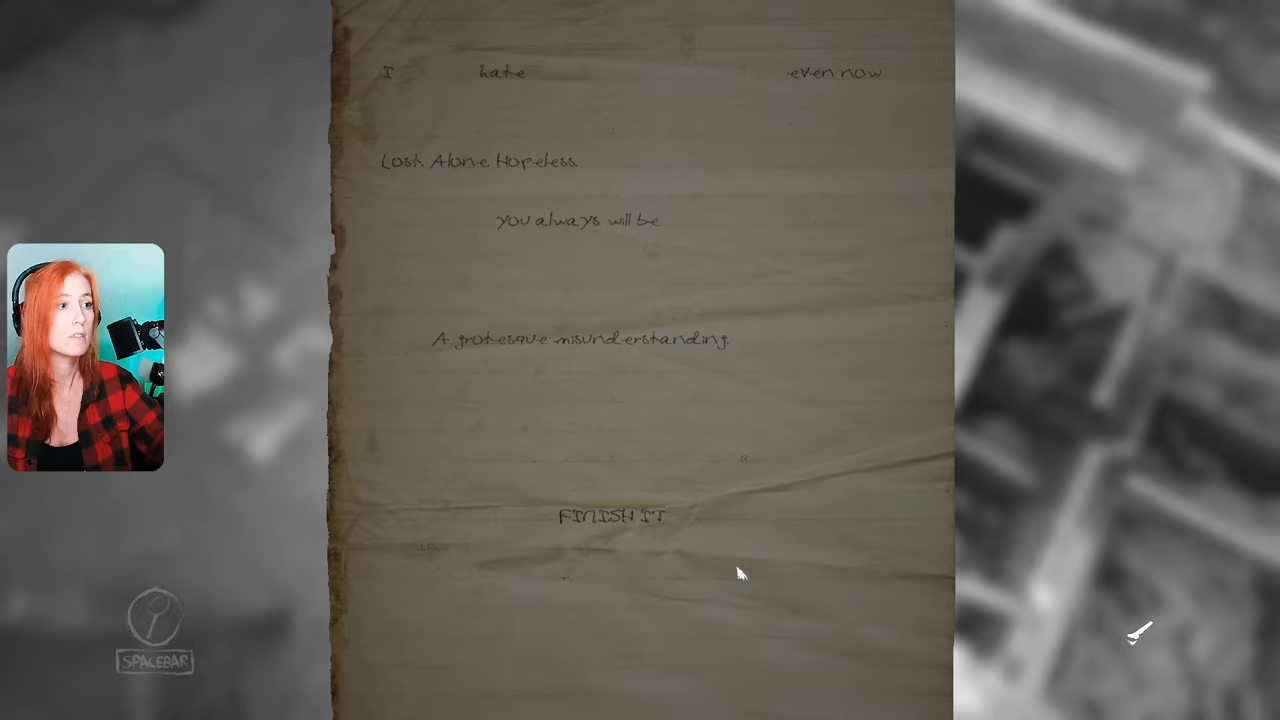 I hate even now
Lost. Alone. Hopeless.
you always will be
A grotesque misunderstanding.
a
FINISH IT
SPACEBAR